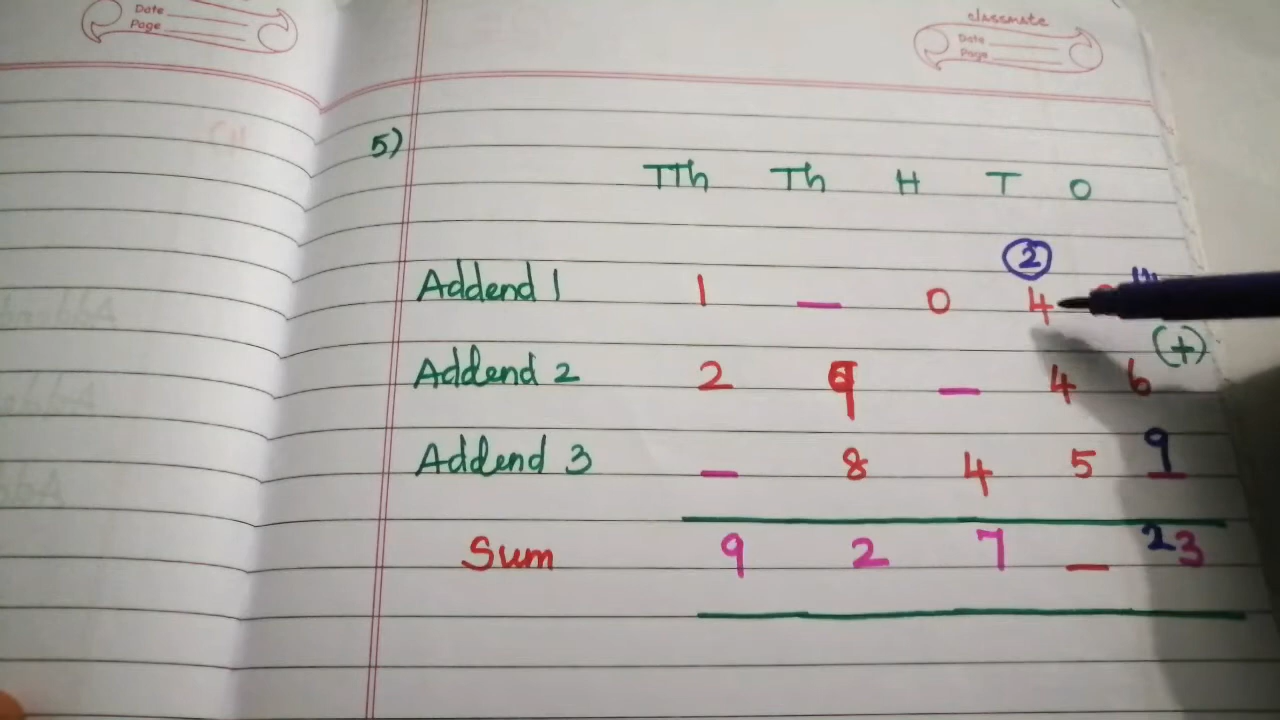 Date
Page
classmate
Date
Page
5)
TTh Th H T O
2
Addend 1 1 _ 0 4
(+)
Addend 2 2 9 _ 4 6
Addend 3 _ 8 4 5 9
Sum 9 2 7 _ 23